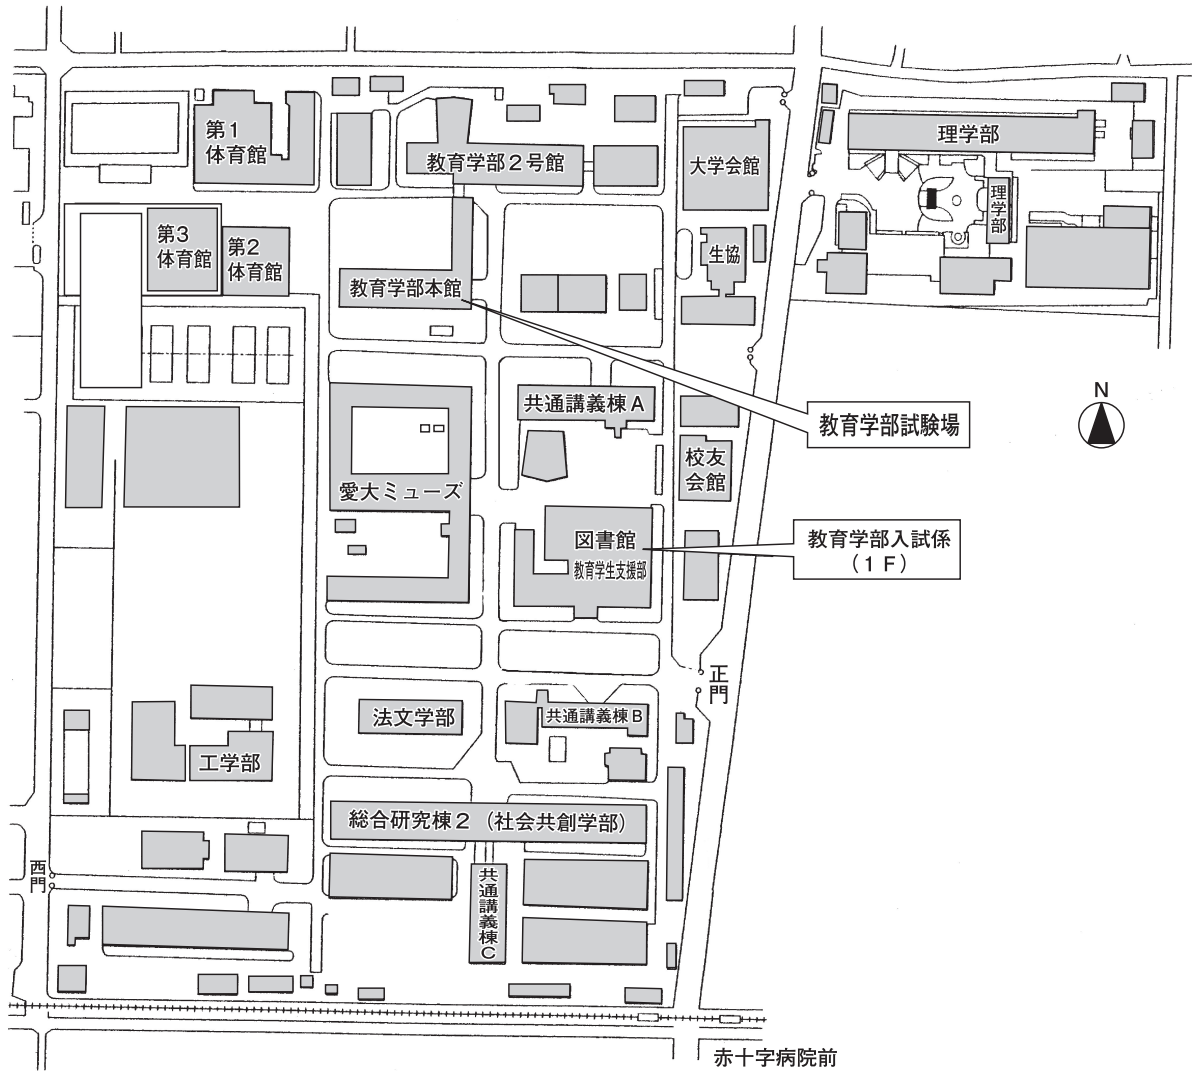 第1
体育館
教育学部2号館
大学会館
理学部
理学部
第3
体育館
第2
体育館
生協
教育学部本館
共通講義棟A
教育学部試験場
N
校友
会館
愛大ミューズ
図書館
教育学生支援部
教育学部入試係
(1F)
正門
法文学部
共通講義棟B
工学部
総合研究棟2 (社会共創学部)
西門
共通講義棟C
赤十字病院前